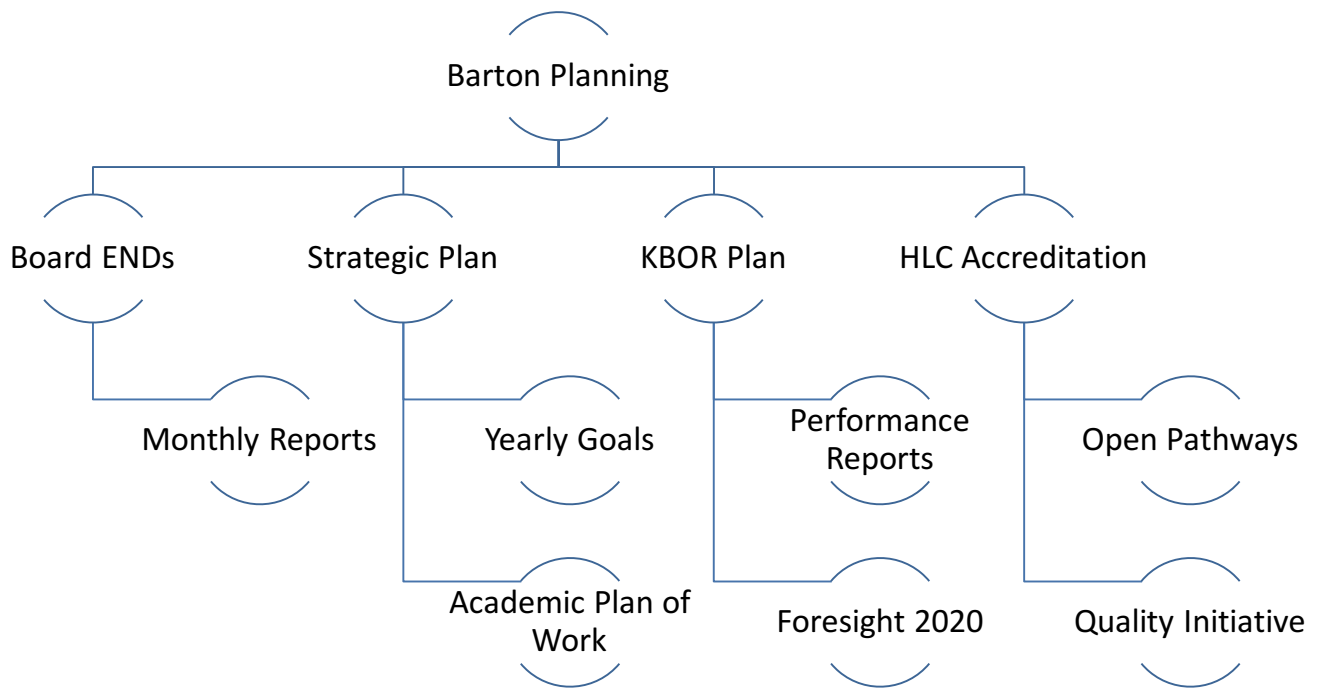 Barton Planning
Board ENDs
Strategic Plan
KBOR Plan
HLC Accreditation
Monthly Reports
Yearly Goals
Performance
Reports
Open Pathways
Academic Plan of
Work
Foresight 2020
Quality Initiative